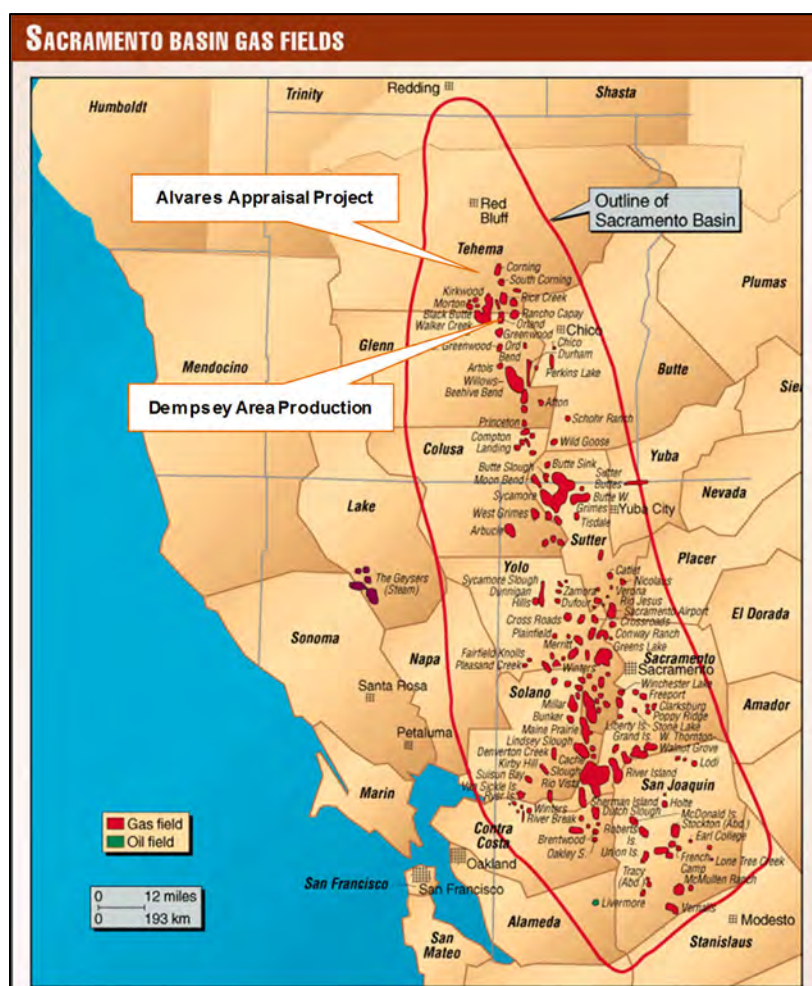 SACRAMENTO BASIN GAS FIELDS
Redding
Humboldt
Trinity
Shasta
Alvares Appraisal Project
Red
Bluff
Outline of
Sacramento Basin
Tehema
Corning
South Corning
Plumas
Kirkwood
Morton
Rice Creek
Black Butte
Rancho Capay
Walker Creek
Orland
Greenwood
Chico
Glenn
Greenwood
Ord
Bend
Chico
Durham
Mendocino
Artois
Perkins Lake
Butte
Willows-
Beehive Bend
Sie
Dempsey Area Production
Afton
Princeton
Schohr Ranch
Colusa
Compton
Landing
Wild Goose
Yuba
Butte Slough
Butte Sink
Sutter
Buttes
Moon Bend
Nevada
Lake
Sycamore
Butte W.
Grimes
Yuba City
West Grimes
Tisdale
Arbucle
Sutter
Placer
Yolo
Catlet
The Geysers
(Steam)
Sycamore Slough
Nicolaus
Dunnigan
Hills
Zamora
Verona
Dufour
Rio Jesus
Sacramento Airport
El Dorada
Cross Roads
Crossroads
Sonoma
Plainfield
Conway Ranch
Merritt
Greens Lake
Napa
Fairfield Knolls
Pleasand Creek
Winters
Sacramento
Sacramento
Santa Rosa
Winchester Lake
Solano
Freeport
Amador
Millar
Clarksburg
Bunker
Poppy Ridge
Petaluma
Liberty Is.
Stone Lake
Maine Prairie
Grand Is.
W. Thornton
Lindsey Slough
Walnut Grove
Denverton Creek
Lodi
Kirby Hill
Cache
Slough
Suisun Bay
River Island
Marin
Van Sickle Is.
Rio Vista
San Joaquin
River Is.
Sherman Island
Holte
Gas field
Winters
Dutch Slough
McDonald Is.
Oil field
River Break
Stockton (Abd.)
Contra
Costa
Roberts
Is.
Earl College
Brentwood
Oakley S.
Union Is.
French
Camp
Lone Tree Creek
Oakland
Tracy
(Abd.)
McMullen Ranch
0 12 miles
0 193 km
San Francisco
San Francisco
Livermore
Vernalis
Modesto
Alameda
Stanislaus
San
Mateo